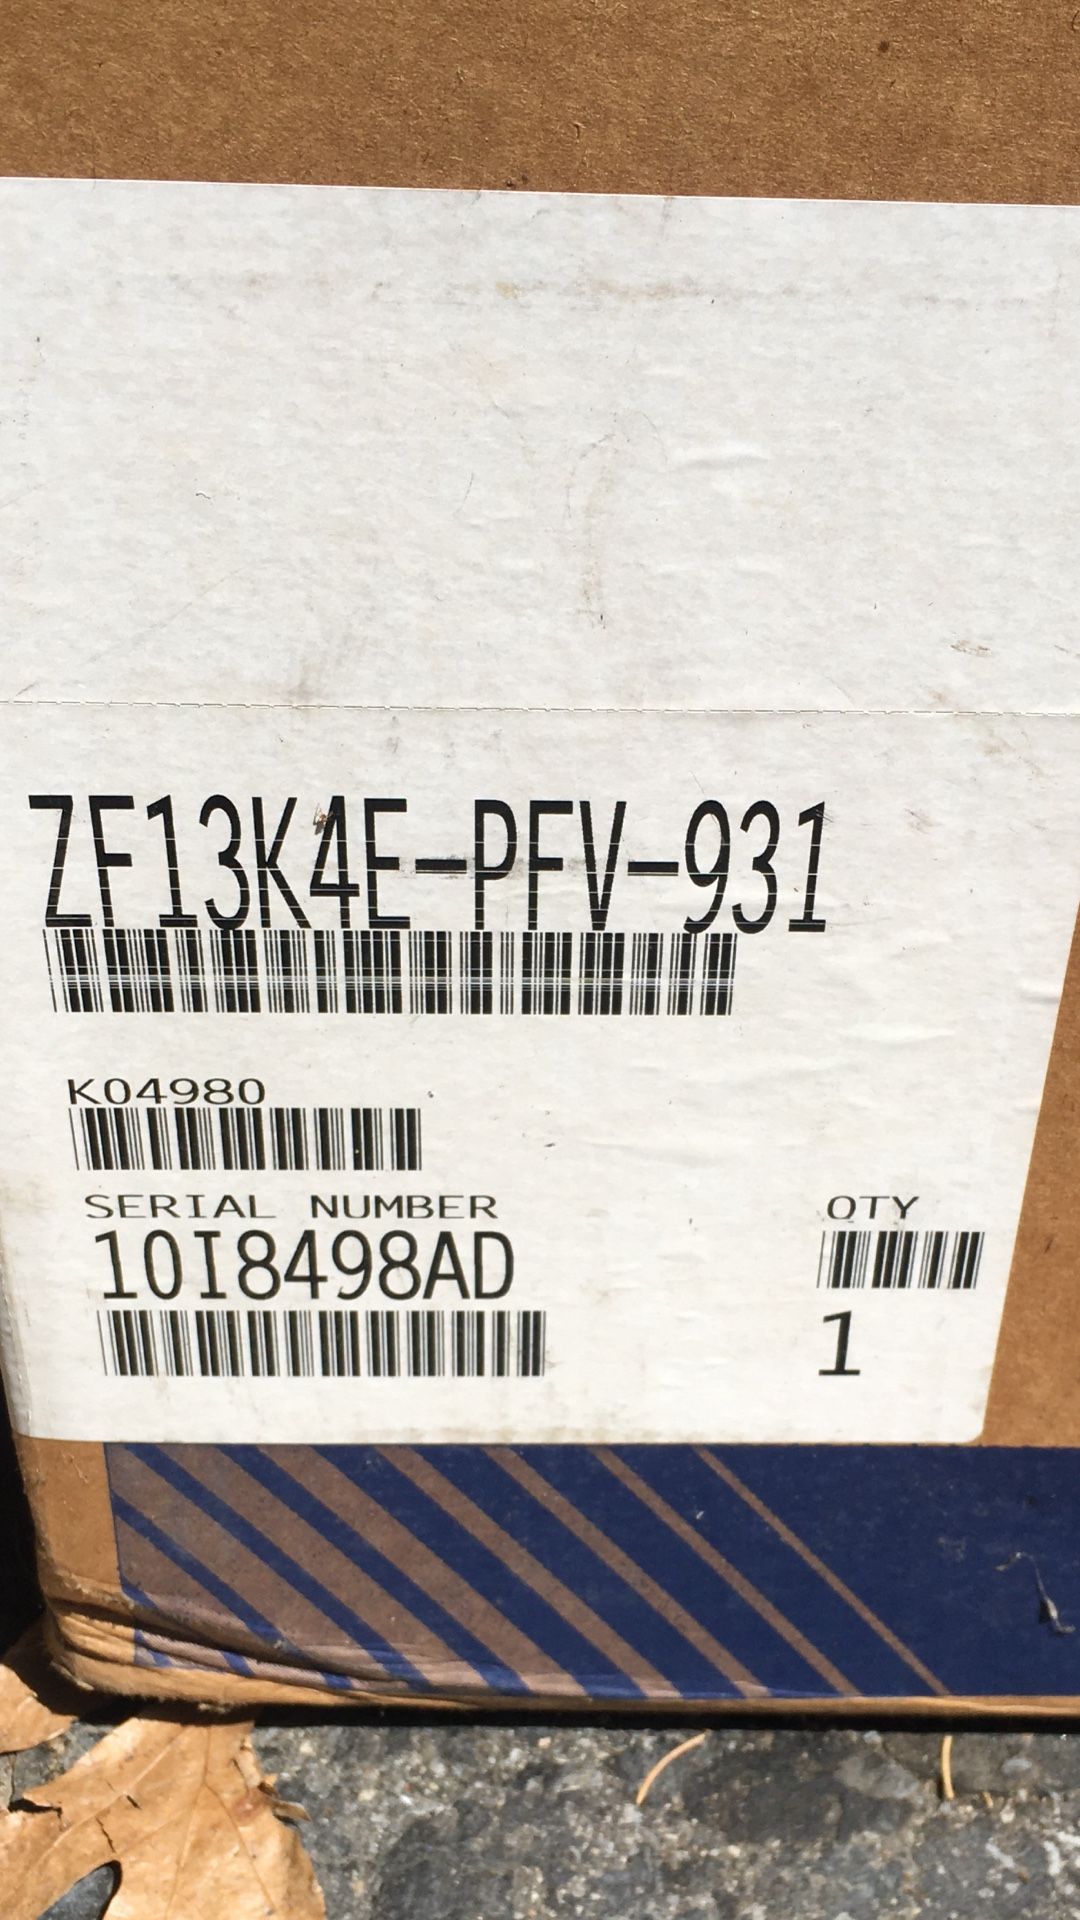 ZF13K4E-PFV-931
K04980
SERIAL NUMBER
10I8498AD
QTY
1